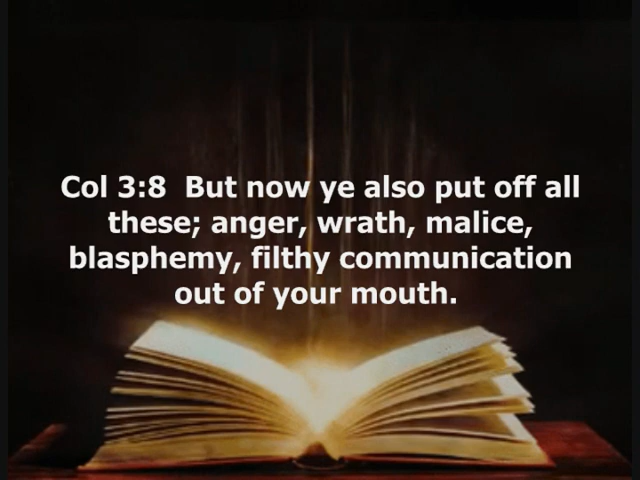 Col 3:8  But now ye also put off all
these; anger, wrath, malice,
blasphemy, filthy communication
out of your mouth.